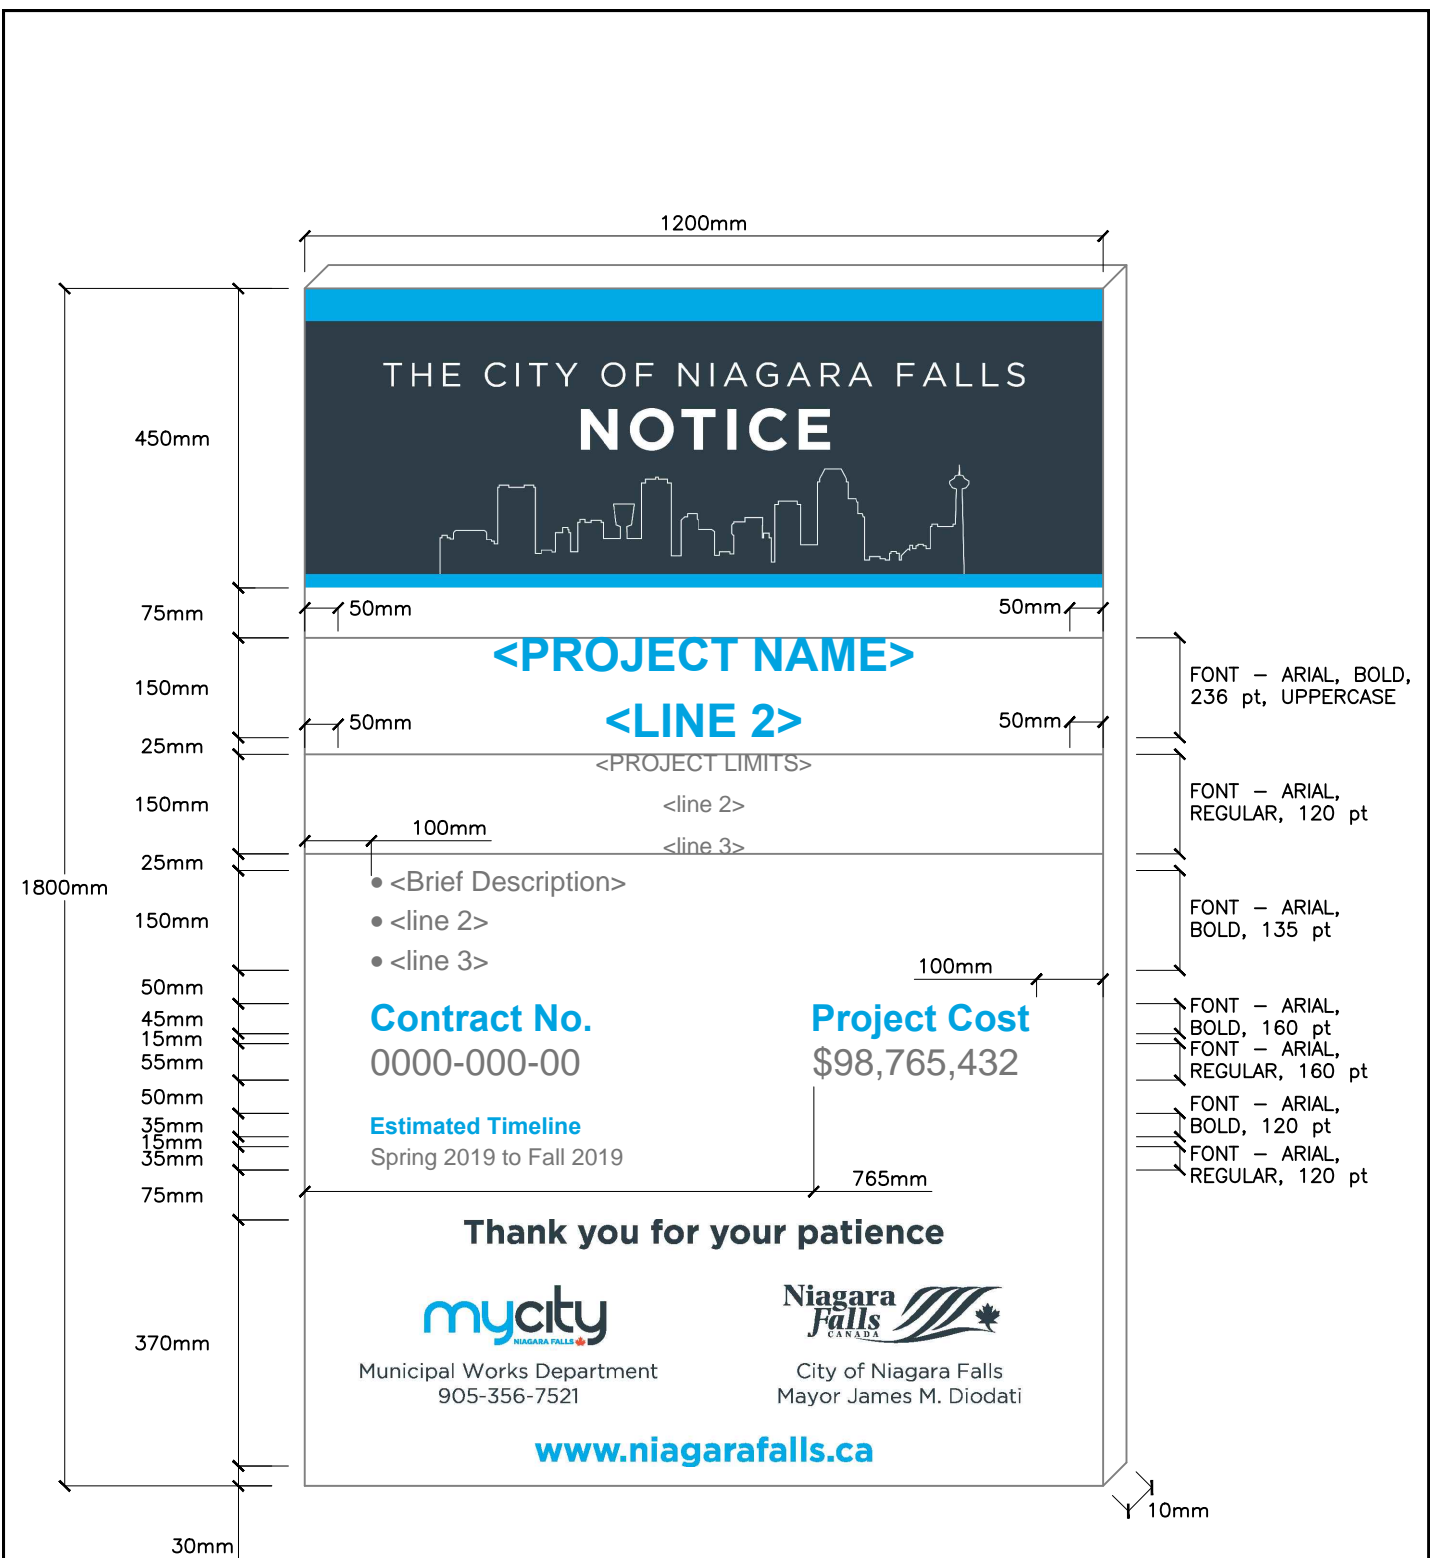 1200mm
THE CITY OF NIAGARA FALLS
NOTICE
450mm
75mm
50mm
50mm
<PROJECT NAME>
150mm
FONT – ARIAL, BOLD,
236 pt, UPPERCASE
<LINE 2>
50mm
50mm
25mm
<PROJECT LIMITS>
<line 2>
150mm
FONT – ARIAL,
REGULAR, 120 pt
100mm
<line 3>
25mm
1800mm
• <Brief Description>
• <line 2>
• <line 3>
150mm
FONT – ARIAL,
BOLD, 135 pt
100mm
50mm
Contract No.
Project Cost
45mm
FONT – ARIAL,
BOLD, 160 pt
15mm
0000-000-00
$98,765,432
55mm
FONT – ARIAL,
REGULAR, 160 pt
50mm
Estimated Timeline
35mm
FONT – ARIAL,
BOLD, 120 pt
15mm
Spring 2019 to Fall 2019
35mm
FONT – ARIAL,
REGULAR, 120 pt
765mm
75mm
Thank you for your patience
mycity
NIAGARA FALLS
Niagara
Falls
CANADA
370mm
Municipal Works Department
905-356-7521
City of Niagara Falls
Mayor James M. Diodati
www.niagarafalls.ca
10mm
30mm